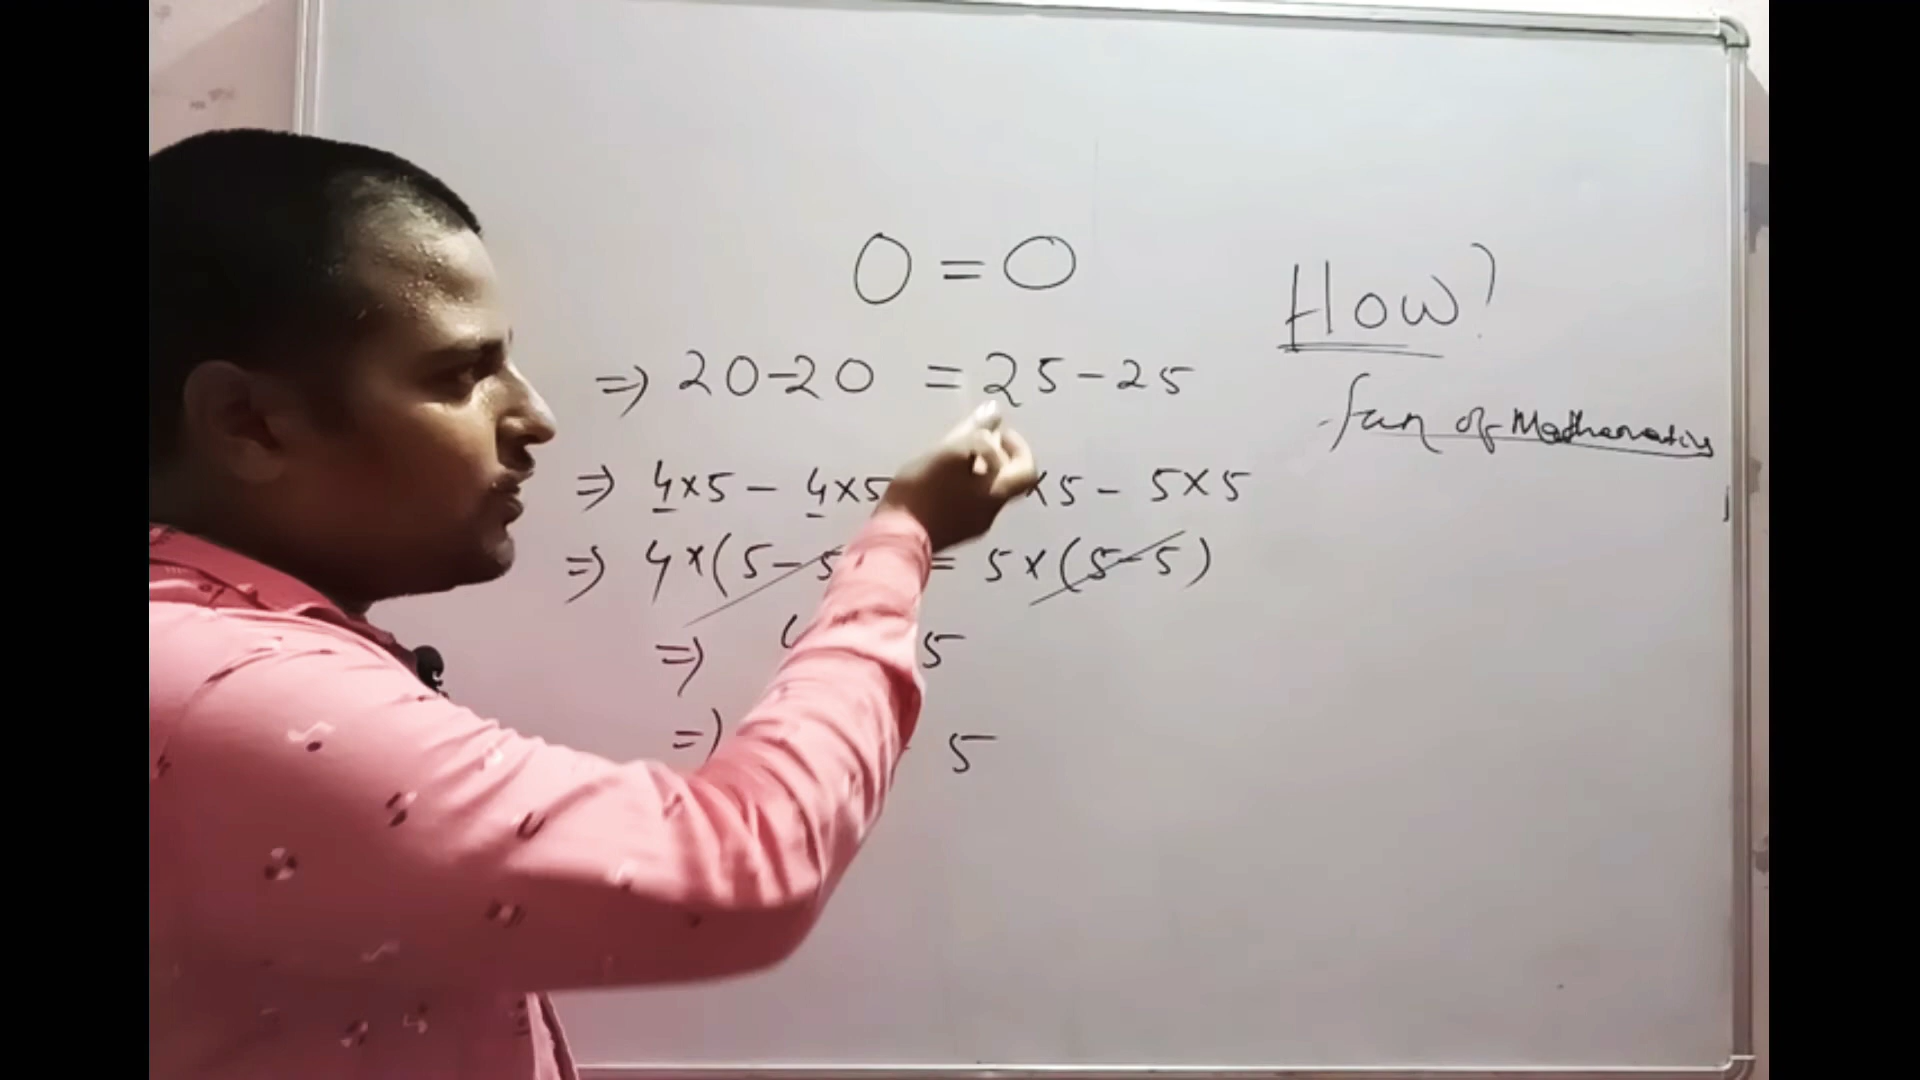 0 = 0
How?
⇒ 20-20 = 25-25
Fun of Mathematics
⇒ 4×5 - 4×5 ×5 - 5×5
⇒ 4×(5-5 = 5×(5-5)
⇒ 5
⇒ 5